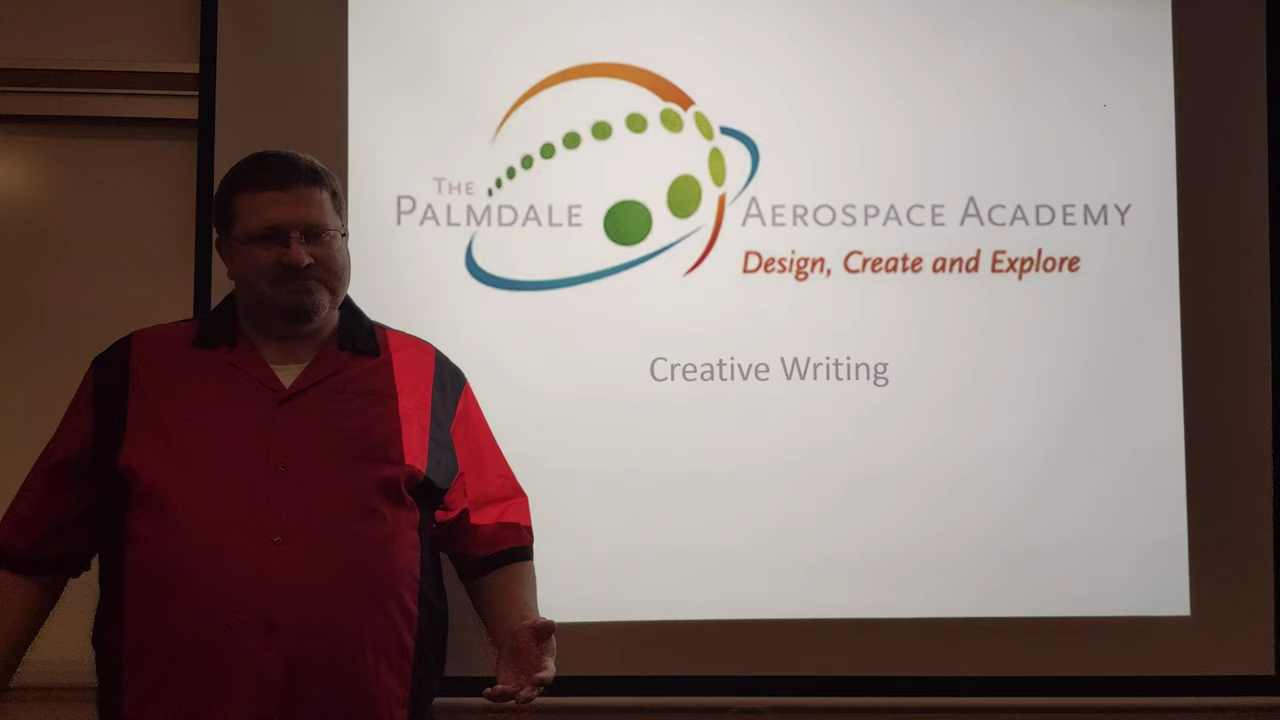 THE
PALMDALE AEROSPACE ACADEMY
Design, Create and Explore
Creative Writing